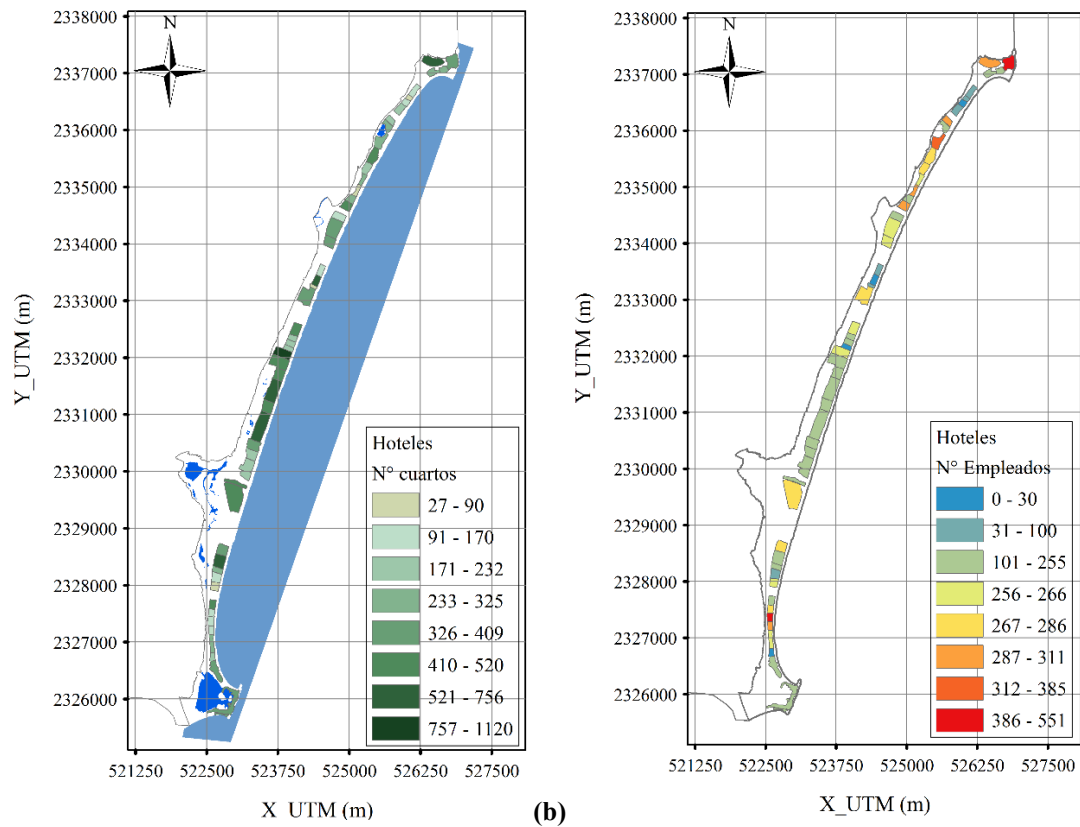 N
2338000
2337000
2336000
2335000
2334000
2333000
2332000
2331000
2330000
2329000
2328000
2327000
2326000
Y_UTM (m)
Hoteles
N° cuartos
27 - 90
91 - 170
171 - 232
233 - 325
326 - 409
410 - 520
521 - 756
757 - 1120
521250 522500 523750 525000 526250 527500
X_UTM (m)
(b)
N
2338000
2337000
2336000
2335000
2334000
2333000
2332000
2331000
2330000
2329000
2328000
2327000
2326000
Y_UTM (m)
Hoteles
N° Empleados
0 - 30
31 - 100
101 - 255
256 - 266
267 - 286
287 - 311
312 - 385
386 - 551
521250 522500 523750 525000 526250 527500
X_UTM (m)